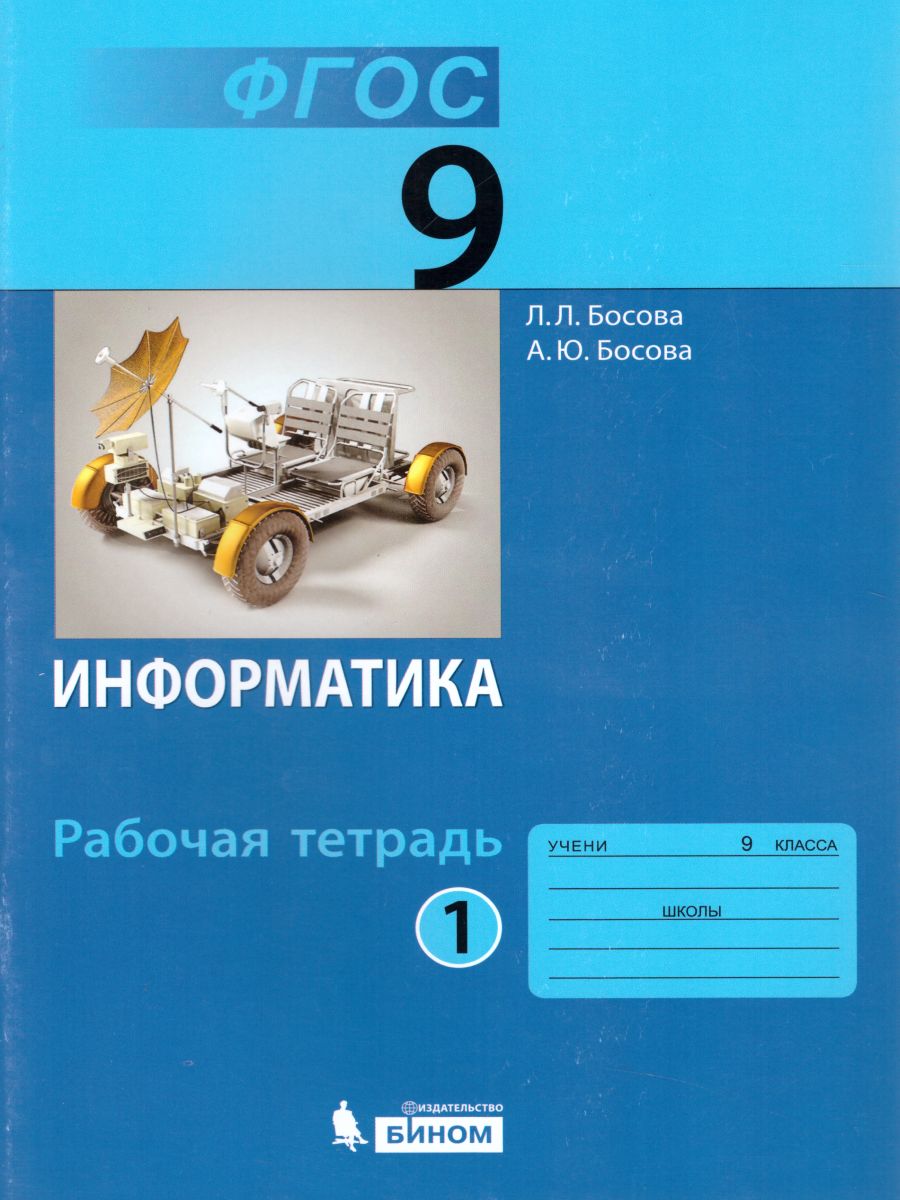 ФГОС
9
Л.Л. Босова
А.Ю. Босова
ИНФОРМАТИКА
Рабочая тетрадь
1
УЧЕНИ 9 КЛАССА
ШКОЛЫ
ИЗДАТЕЛЬСТВО
БИНОМ